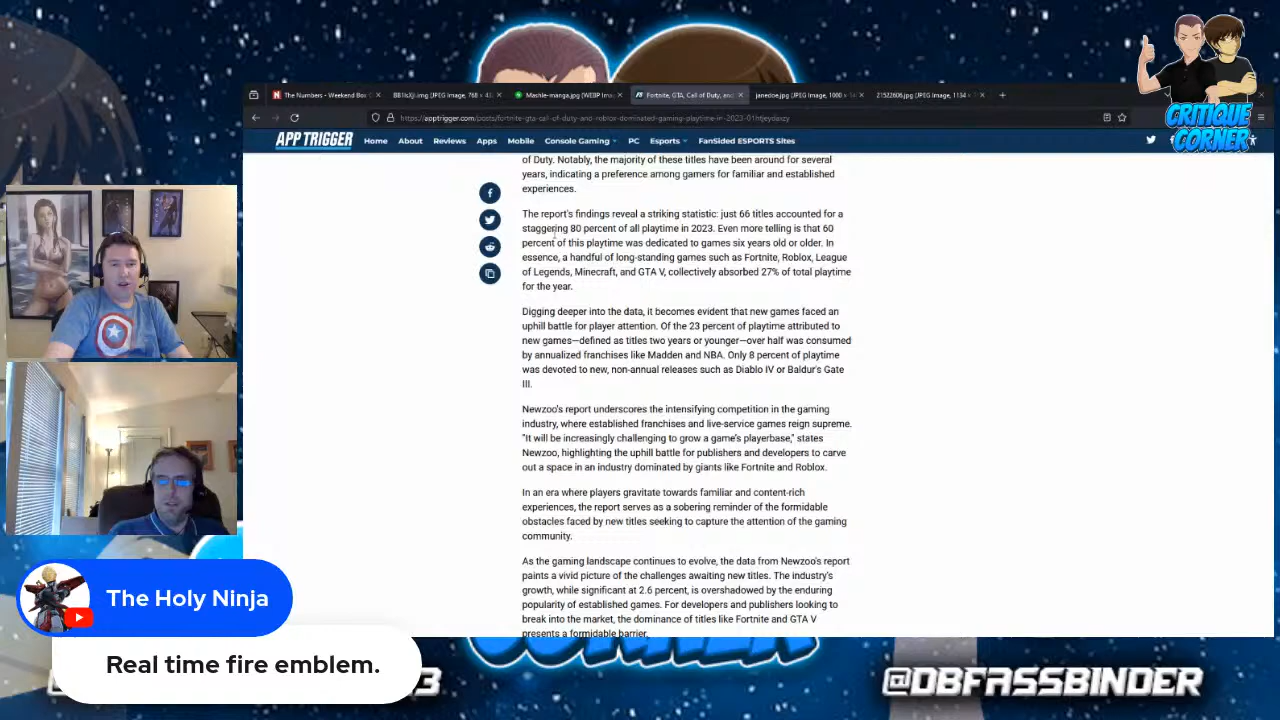 The Numbers - Weekend Box
BB1lsXjI.img (JPEG Image, 768 × 43
Mashle-manga.jpg (WEBP Ima
Fortnite, GTA, Call of Duty, and
janedoe.jpg (JPEG Image, 1000 × 14
21522606.jpg (JPEG Image, 1134 × 1
https://apptrigger.com/posts/fortnite-gta-call-of-duty-and-roblox-dominated-gaming-playtime-in-2023-01htjeydaxzy
APP TRIGGER
Home About Reviews Apps Mobile Console Gaming PC Esports FanSided ESPORTS Sites
CRITIQUE
CORNER
of Duty. Notably, the majority of these titles have been around for several
years, indicating a preference among gamers for familiar and established
experiences.
The report's findings reveal a striking statistic: just 66 titles accounted for a
staggering 80 percent of all playtime in 2023. Even more telling is that 60
percent of this playtime was dedicated to games six years old or older. In
essence, a handful of long-standing games such as Fortnite, Roblox, League
of Legends, Minecraft, and GTA V, collectively absorbed 27% of total playtime
for the year.
Digging deeper into the data, it becomes evident that new games faced an
uphill battle for player attention. Of the 23 percent of playtime attributed to
new games—defined as titles two years or younger—over half was consumed
by annualized franchises like Madden and NBA. Only 8 percent of playtime
was devoted to new, non-annual releases such as Diablo IV or Baldur's Gate
III.
Newzoo's report underscores the intensifying competition in the gaming
industry, where established franchises and live-service games reign supreme.
"It will be increasingly challenging to grow a game's playerbase," states
Newzoo, highlighting the uphill battle for publishers and developers to carve
out a space in an industry dominated by giants like Fortnite and Roblox.
In an era where players gravitate towards familiar and content-rich
experiences, the report serves as a sobering reminder of the formidable
obstacles faced by new titles seeking to capture the attention of the gaming
community.
As the gaming landscape continues to evolve, the data from Newzoo's report
paints a vivid picture of the challenges awaiting new titles. The industry's
growth, while significant at 2.6 percent, is overshadowed by the enduring
popularity of established games. For developers and publishers looking to
break into the market, the dominance of titles like Fortnite and GTA V
presents a formidable barrier.
The Holy Ninja
Real time fire emblem.
@DBFASSBINDER